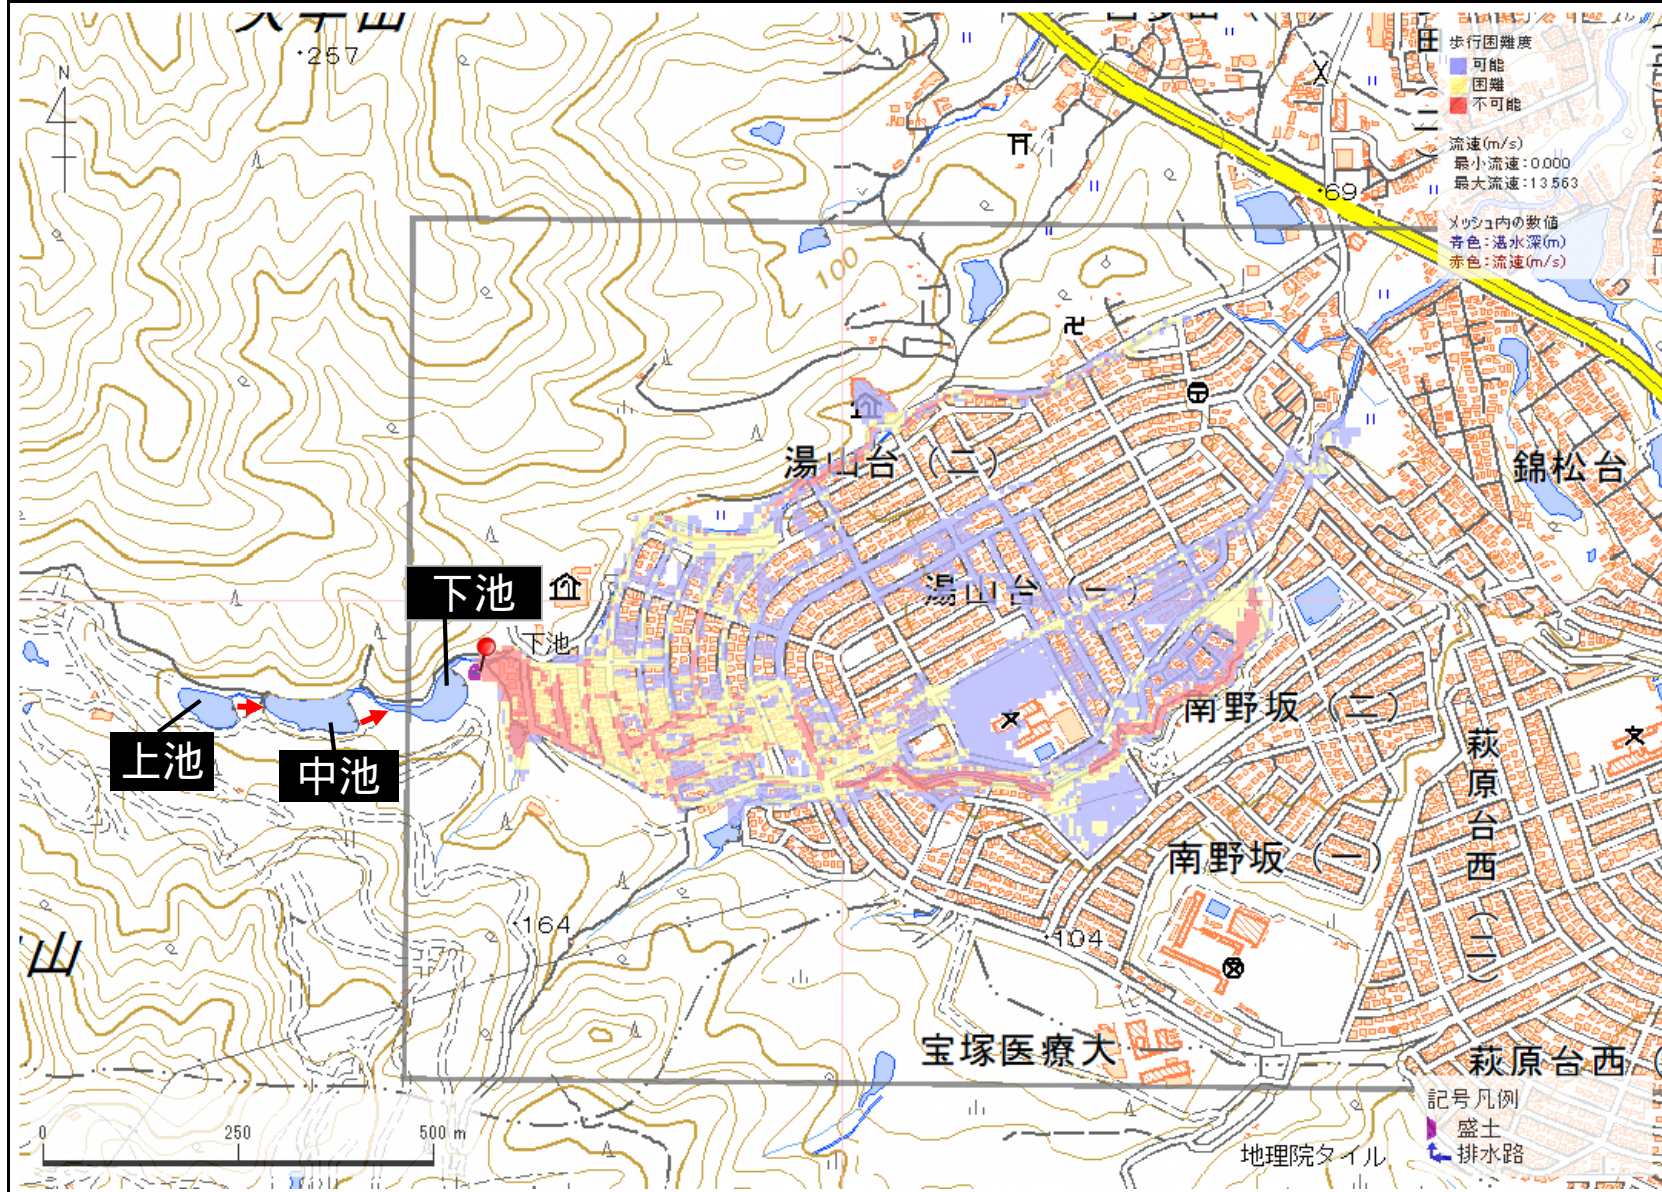 ・257
N
歩行困難度
可能
困難
不可能
流速(m/s)
最小流速:0.000
最大流速:13.563
メッシュ内の数値
青色:湛水深(m)
赤色:流速(m/s)
・69
100
湯山台(二)
錦松台
湯山台(一)
下池
下池
上池
中池
南野坂(二)
萩原台西(二)
南野坂(一)
・164
・104
山
宝塚医療大
萩原台西
0 250 500 m
記号凡例
盛土
排水路
地理院タイル